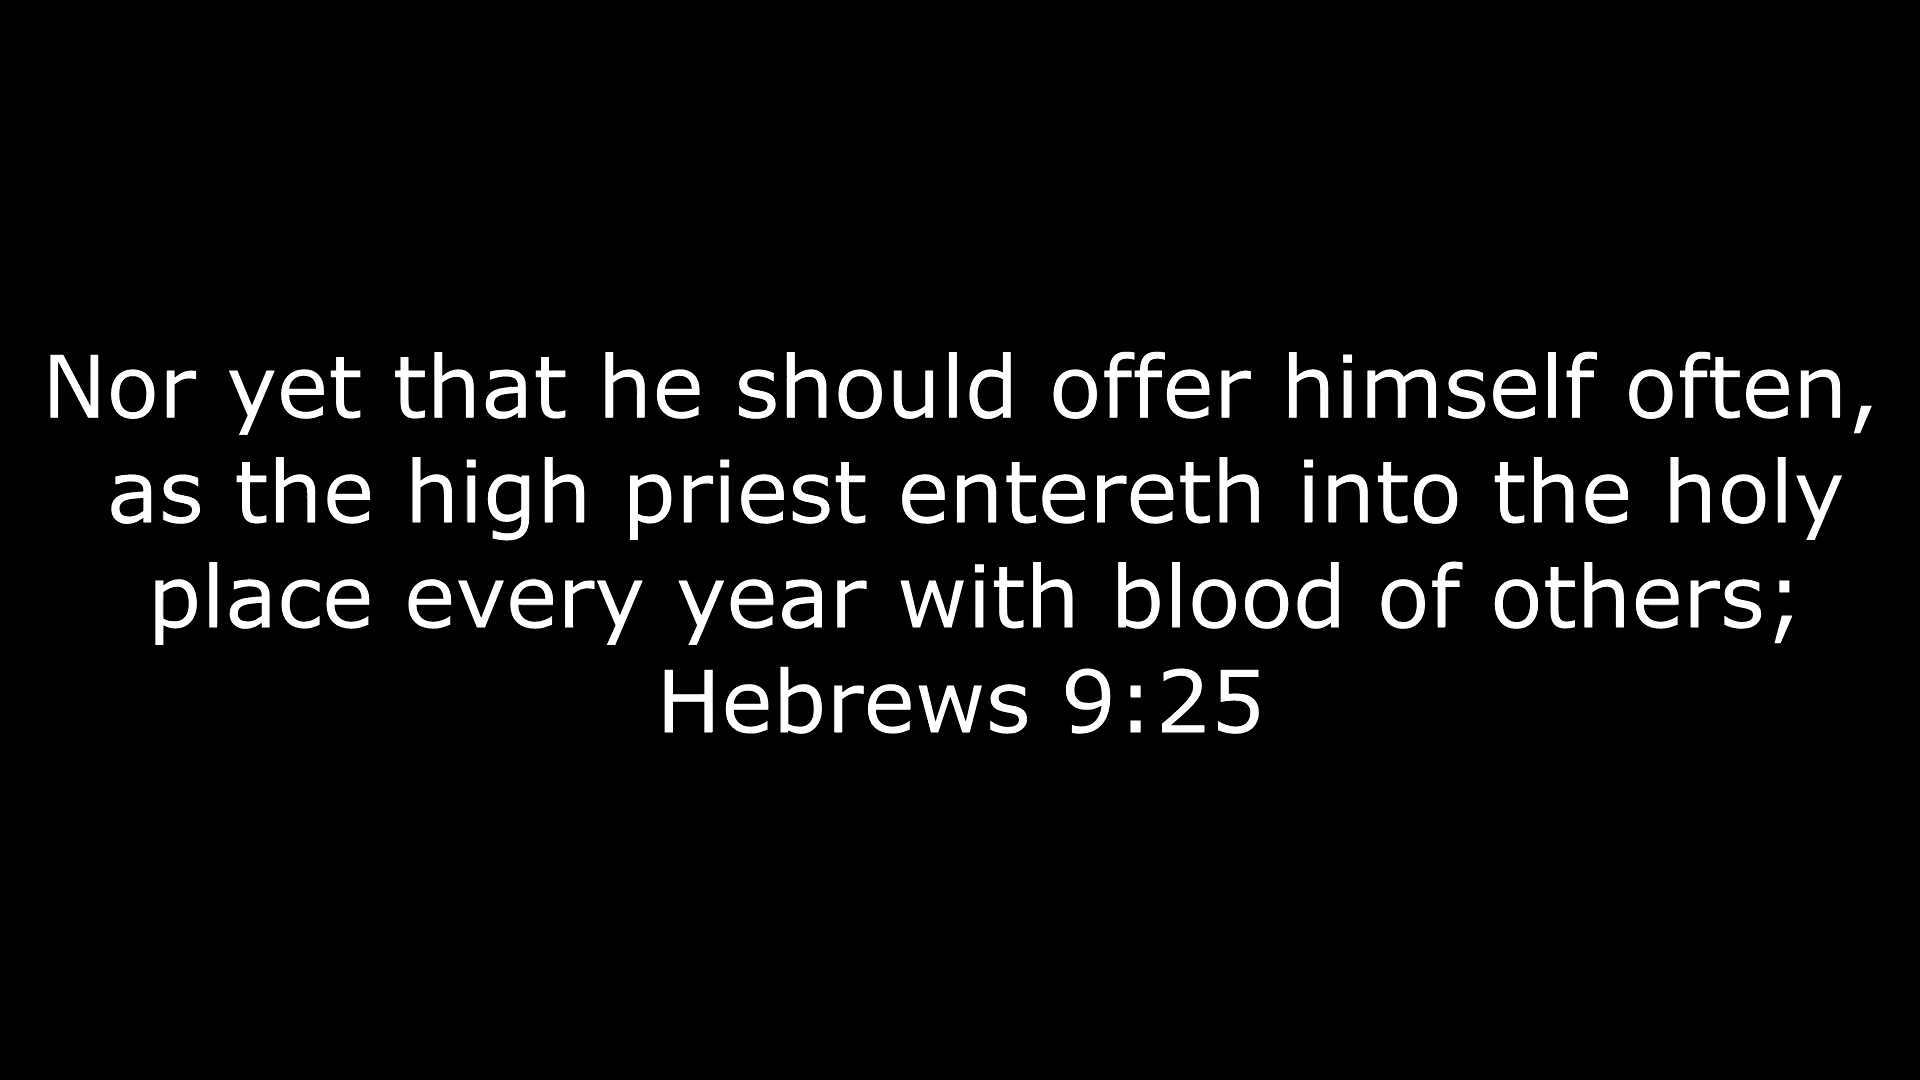 Nor yet that he should offer himself often,
as the high priest entereth into the holy
place every year with blood of others;
Hebrews 9:25